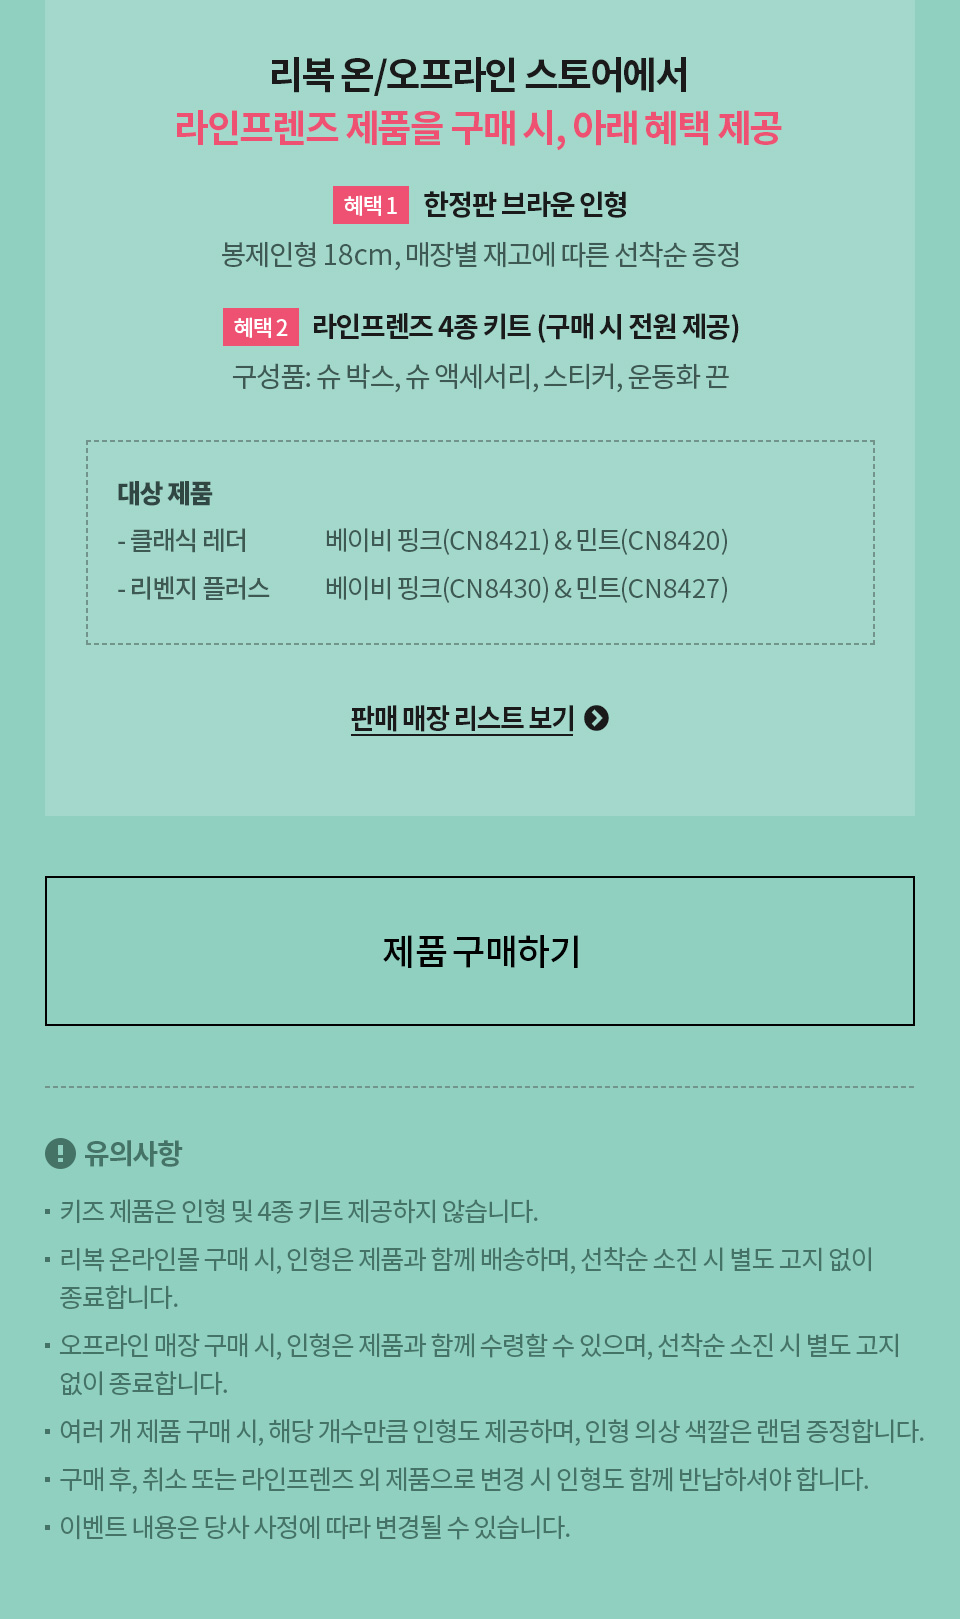 리복 온/오프라인 스토어에서
라인프렌즈 제품을 구매 시, 아래 혜택 제공
혜택 1 한정판 브라운 인형
봉제인형 18cm, 매장별 재고에 따른 선착순 증정
혜택 2 라인프렌즈 4종 키트 (구매 시 전원 제공)
구성품: 슈 박스, 슈 액세서리, 스티커, 운동화 끈
대상 제품
- 클래식 레더 베이비 핑크(CN8421) & 민트(CN8420)
- 리벤지 플러스 베이비 핑크(CN8430) & 민트(CN8427)
판매 매장 리스트 보기
제품 구매하기
유의사항
키즈 제품은 인형 및 4종 키트 제공하지 않습니다.
리복 온라인몰 구매 시, 인형은 제품과 함께 배송하며, 선착순 소진 시 별도 고지 없이
종료합니다.
오프라인 매장 구매 시, 인형은 제품과 함께 수령할 수 있으며, 선착순 소진 시 별도 고지
없이 종료합니다.
여러 개 제품 구매 시, 해당 개수만큼 인형도 제공하며, 인형 의상 색깔은 랜덤 증정합니다.
구매 후, 취소 또는 라인프렌즈 외 제품으로 변경 시 인형도 함께 반납하셔야 합니다.
이벤트 내용은 당사 사정에 따라 변경될 수 있습니다.